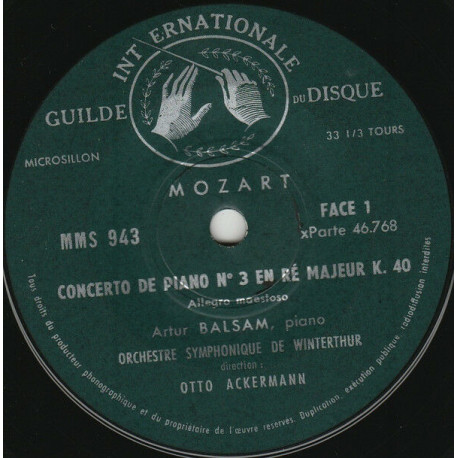 INTERNATIONALE
GUILDE DU DISQUE
MICROSILLON
33 1/3 TOURS
MOZART
MMS 943
FACE 1
xParte 46.768
CONCERTO DE PIANO N° 3 EN RÉ MAJEUR K. 40
Allegro maestoso
Artur BALSAM, piano
ORCHESTRE SYMPHONIQUE DE WINTERTHUR
direction :
OTTO ACKERMANN
Tous droits du producteur phonographique et du propriétaire de l'œuvre réservés. Duplication, exécution publique, radiodiffusion interdites